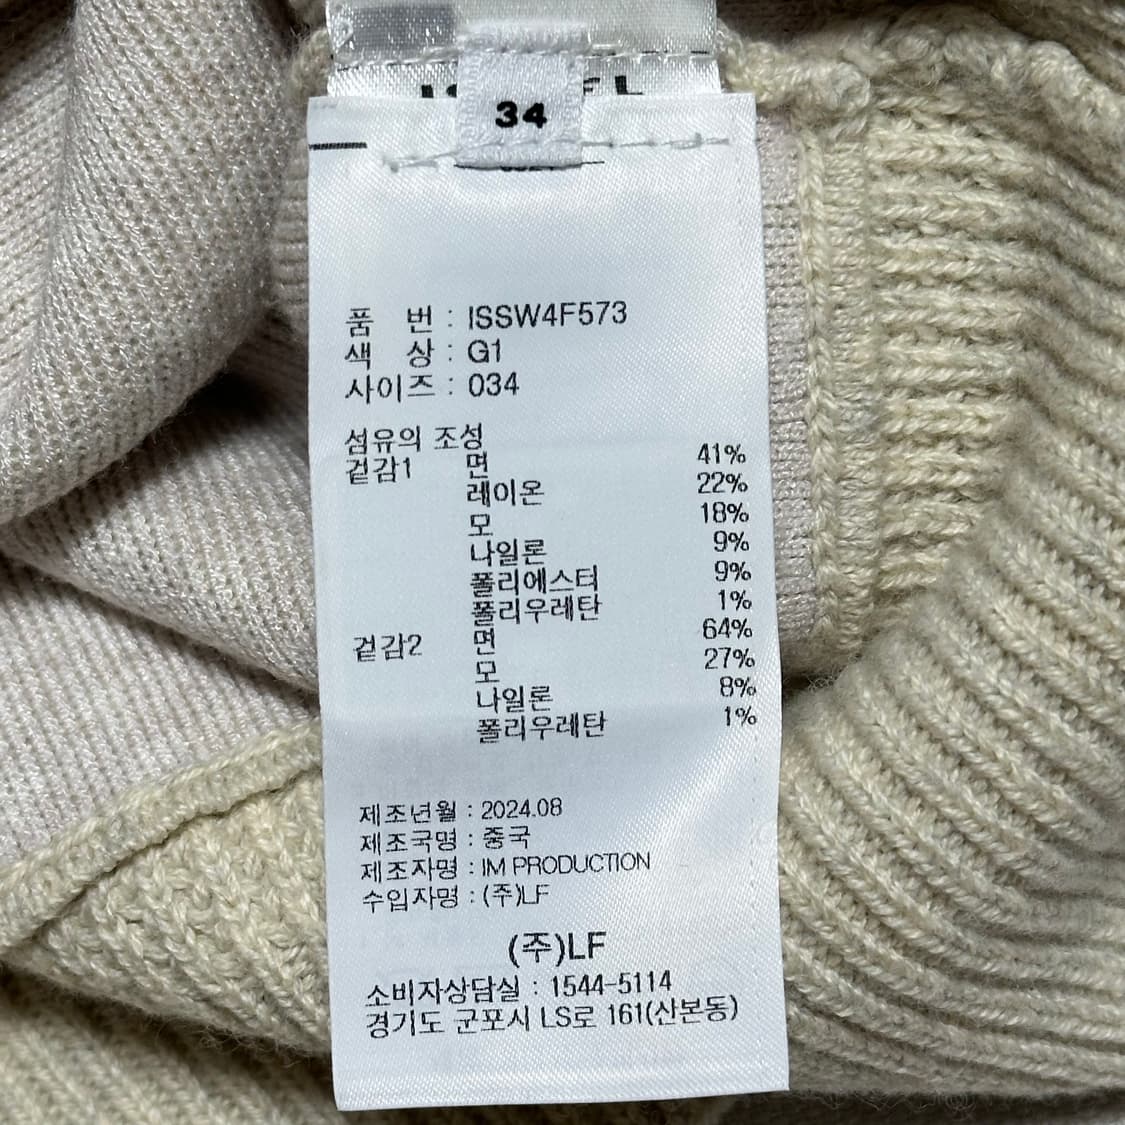 34
품 번 : ISSW4F573
색 상 : G1
사이즈 : 034
섬유의 조성
겉감1 면 41%
레이온 22%
모 18%
나일론 9%
폴리에스터 9%
폴리우레탄 1%
겉감2 면 64%
모 27%
나일론 8%
폴리우레탄 1%
제조년월 : 2024.08
제조국명 : 중국
제조자명 : IM PRODUCTION
수입자명 : (주)LF
(주)LF
소비자상담실 : 1544-5114
경기도 군포시 LS로 161(산본동)